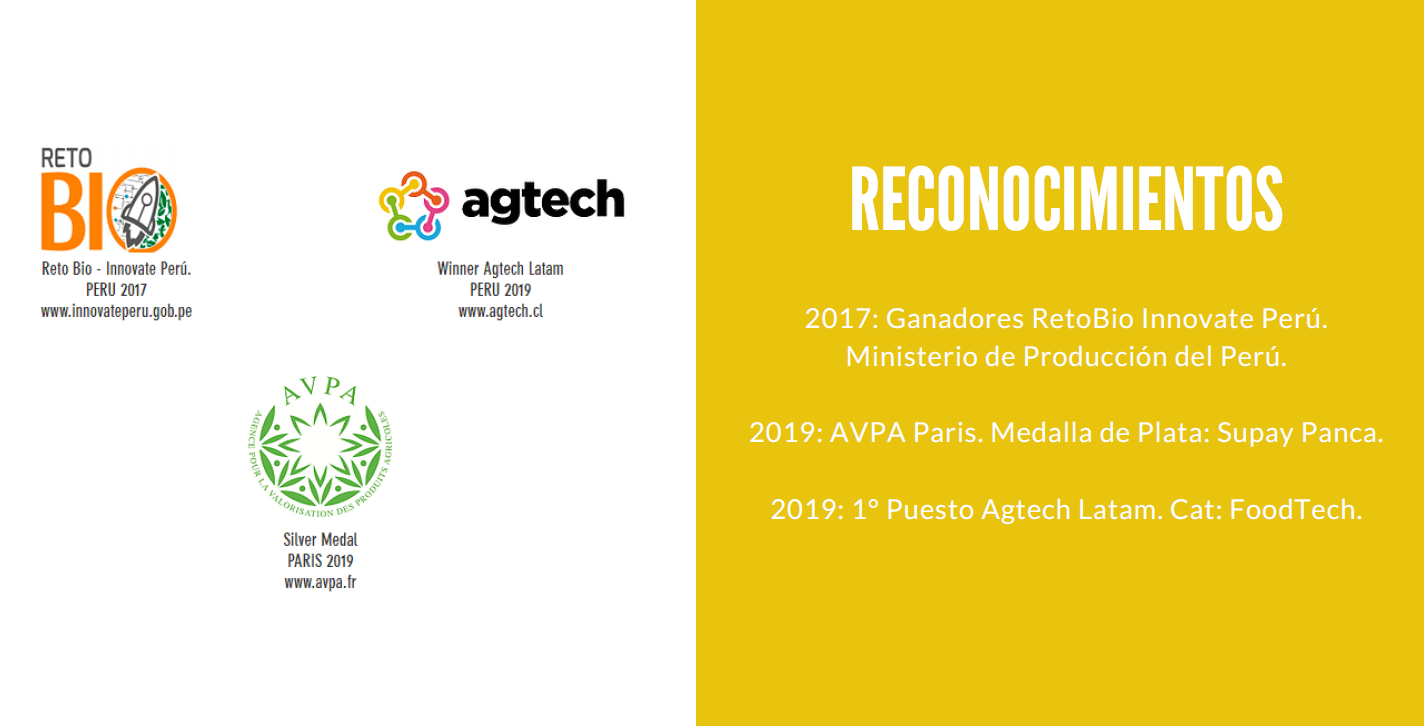 RETO
BIO
Reto Bio - Innovate Perú.
PERU 2017
www.innovateperu.gob.pe
agtech
Winner Agtech Latam
PERU 2019
www.agtech.cl
AVPA
AGENCE POUR LA VALORISATION DES PRODUITS AGRICOLES
Silver Medal
PARIS 2019
www.avpa.fr
RECONOCIMIENTOS
2017: Ganadores RetoBio Innovate Perú.
Ministerio de Producción del Perú.
2019: AVPA Paris. Medalla de Plata: Supay Panca.
2019: 1º Puesto Agtech Latam. Cat: FoodTech.